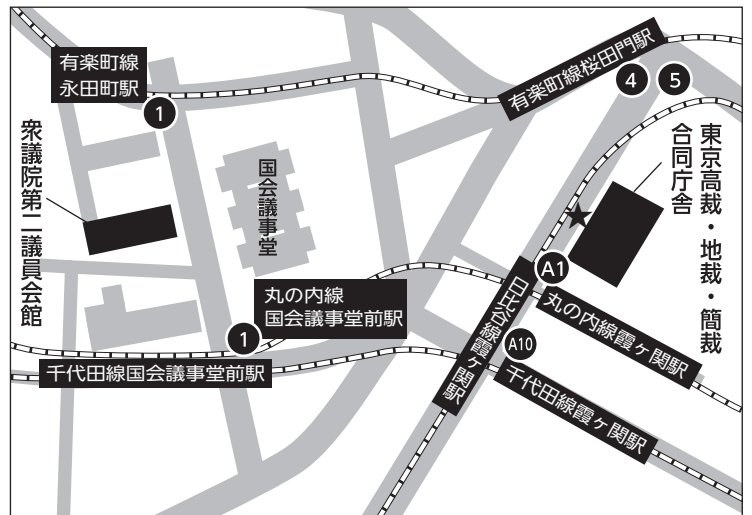 有楽町線
永田町駅
1
有楽町線桜田門駅
4
5
東京高裁・地裁・簡裁
合同庁舎
衆議院第二議員会館
国会議事堂
丸の内線
国会議事堂前駅
1
千代田線国会議事堂前駅
A1
日比谷線霞ヶ関駅
丸の内線霞ヶ関駅
A10
千代田線霞ヶ関駅